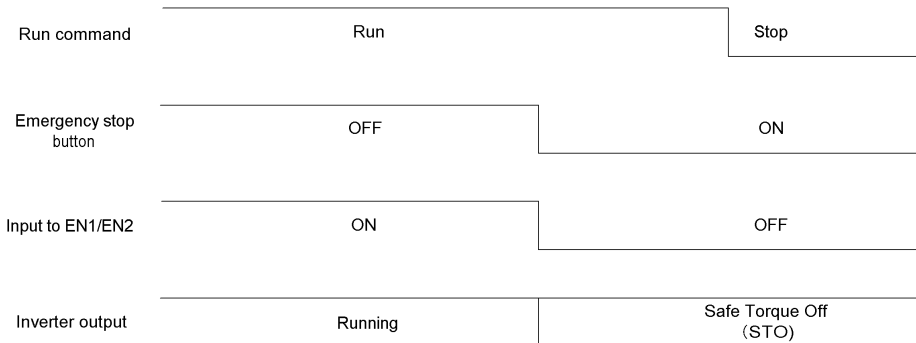 Run command
Run
Stop
Emergency stop
button
OFF
ON
Input to EN1/EN2
ON
OFF
Inverter output
Running
Safe Torque Off
(STO)